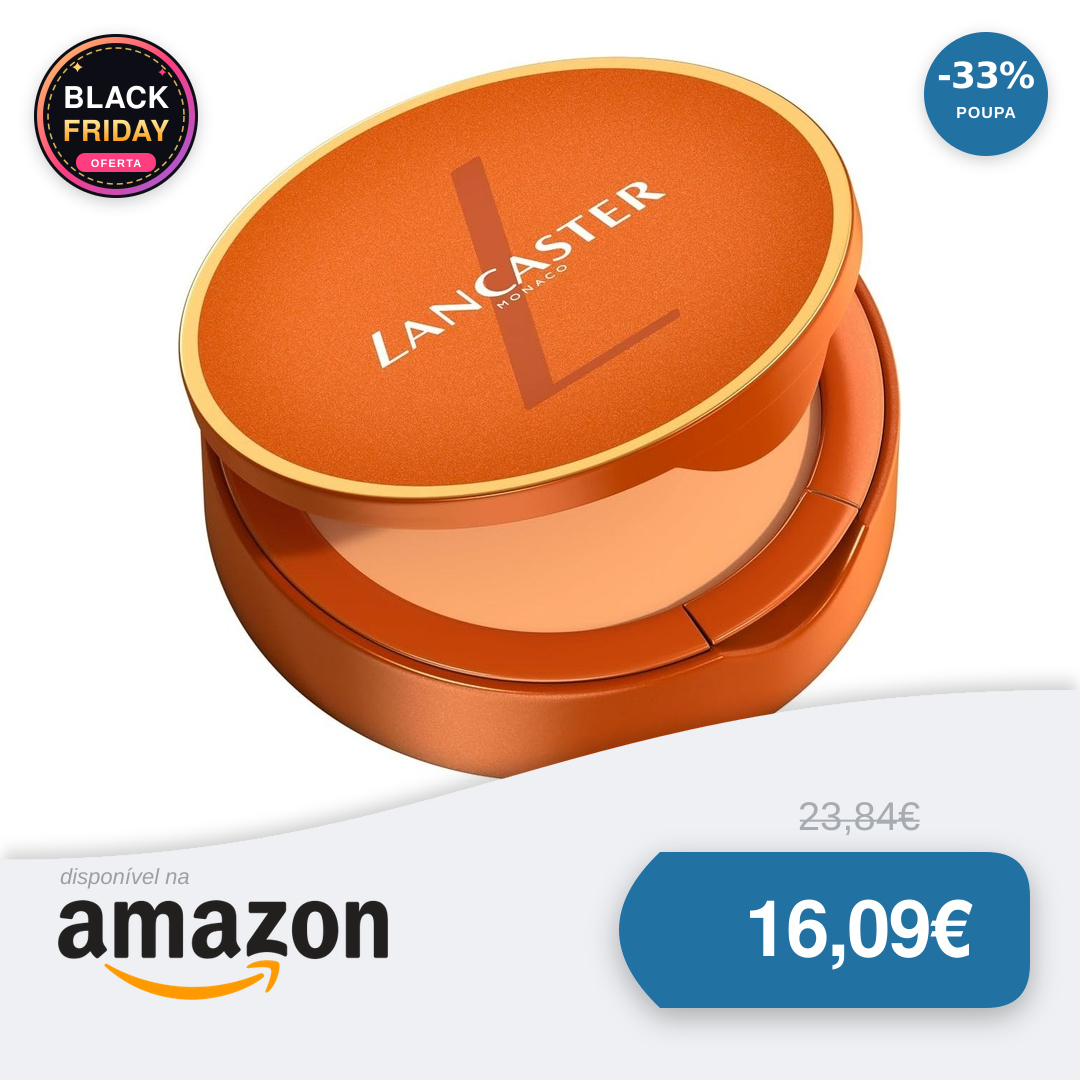 BLACK
FRIDAY
OFERTA
-33%
POUPA
LANCASTER
MONACO
23,84€
disponível na
amazon
16,09€